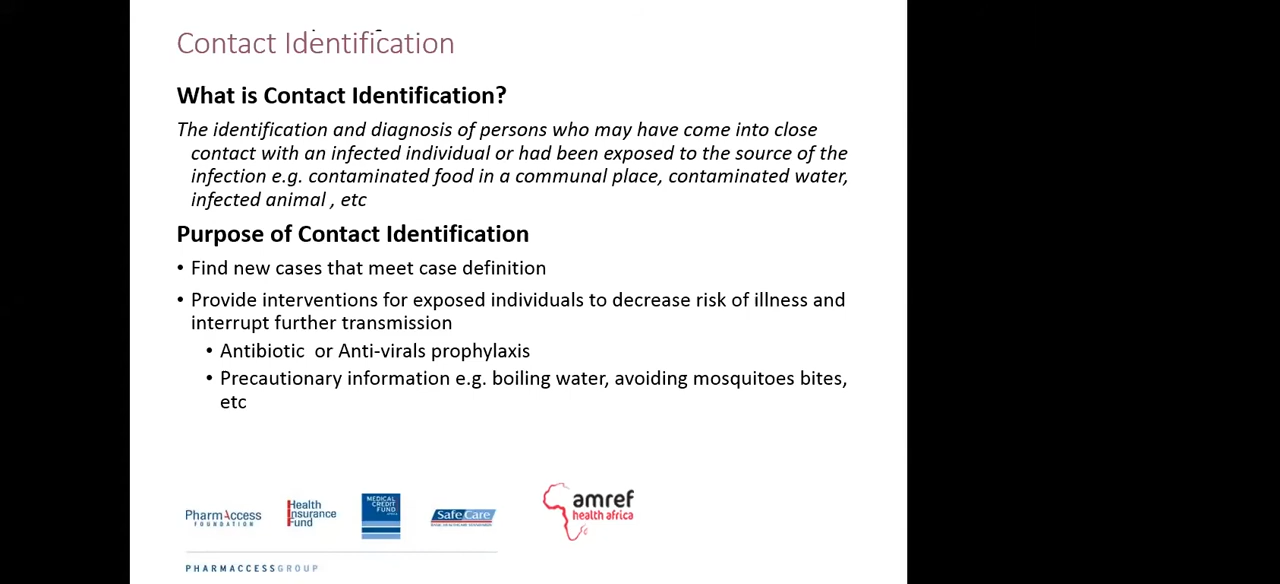 Contact Identification
What is Contact Identification?
The identification and diagnosis of persons who may have come into close
contact with an infected individual or had been exposed to the source of the
infection e.g. contaminated food in a communal place, contaminated water,
infected animal , etc
Purpose of Contact Identification
• Find new cases that meet case definition
• Provide interventions for exposed individuals to decrease risk of illness and
interrupt further transmission
• Antibiotic  or Anti-virals prophylaxis
• Precautionary information e.g. boiling water, avoiding mosquitoes bites,
etc
PharmAccess
FOUNDATION
Health
Insurance
Fund
MEDICAL
CREDIT
FUND
SafeCare
amref
health africa
PHARMACCESSGROUP